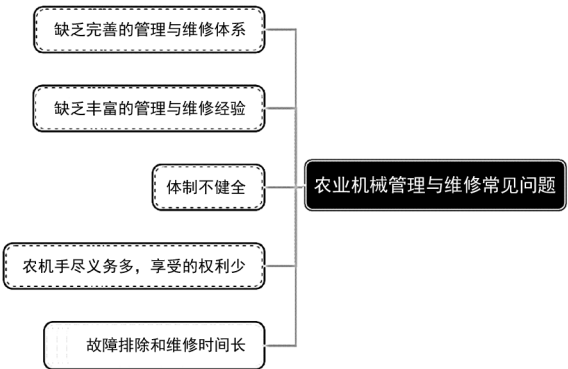 缺乏完善的管理与维修体系
缺乏丰富的管理与维修经验
体制不健全
农业机械管理与维修常见问题
农机手尽义务多，享受的权利少
故障排除和维修时间长